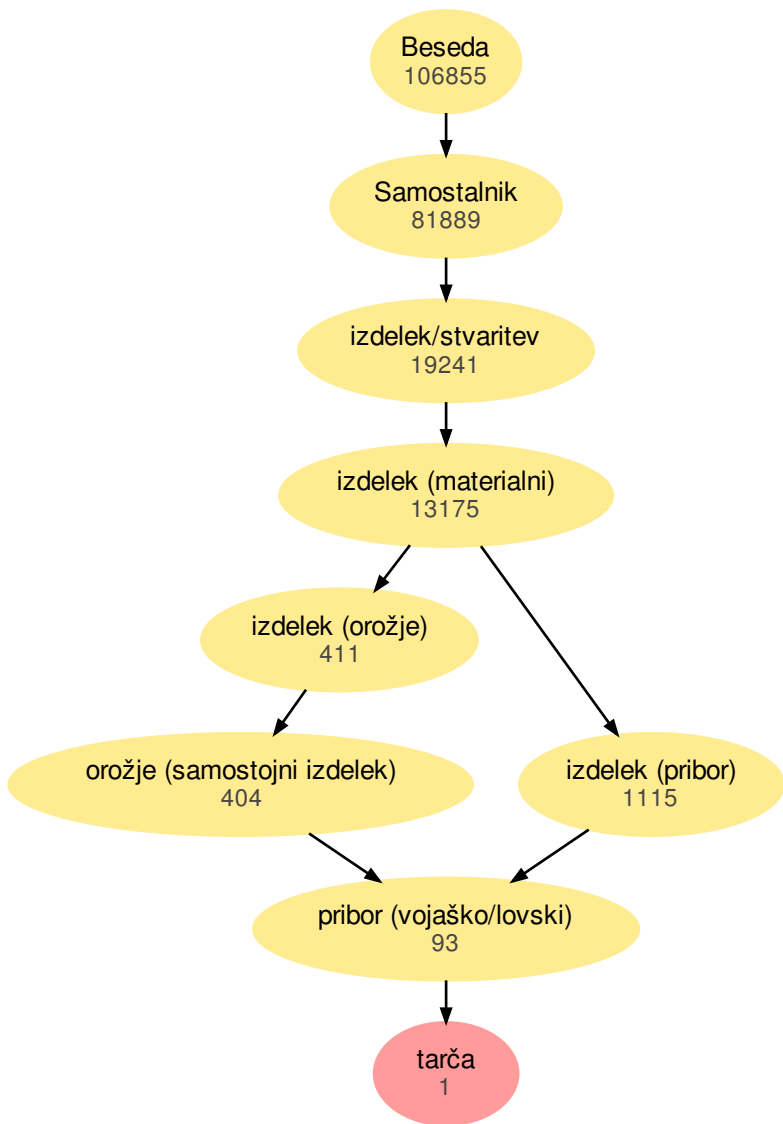 Beseda
106855
Samostalnik
81889
izdelek/stvaritev
19241
izdelek (materialni)
13175
izdelek (orožje)
411
orožje (samostojni izdelek)
404
izdelek (pribor)
1115
pribor (vojaško/lovski)
93
tarča
1